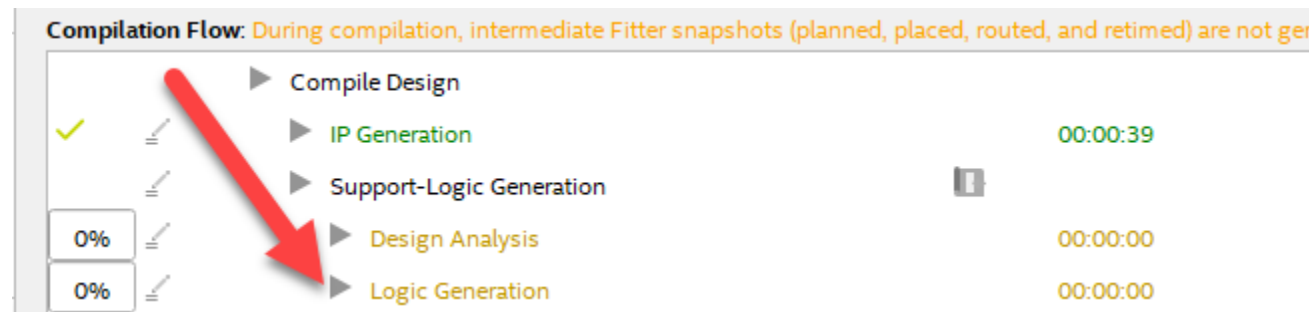 Compilation Flow: During compilation, intermediate Fitter snapshots (planned, placed, routed, and retimed) are not
Compile Design
IP Generation 00:00:39
Support-Logic Generation
0% Design Analysis 00:00:00
0% Logic Generation 00:00:00